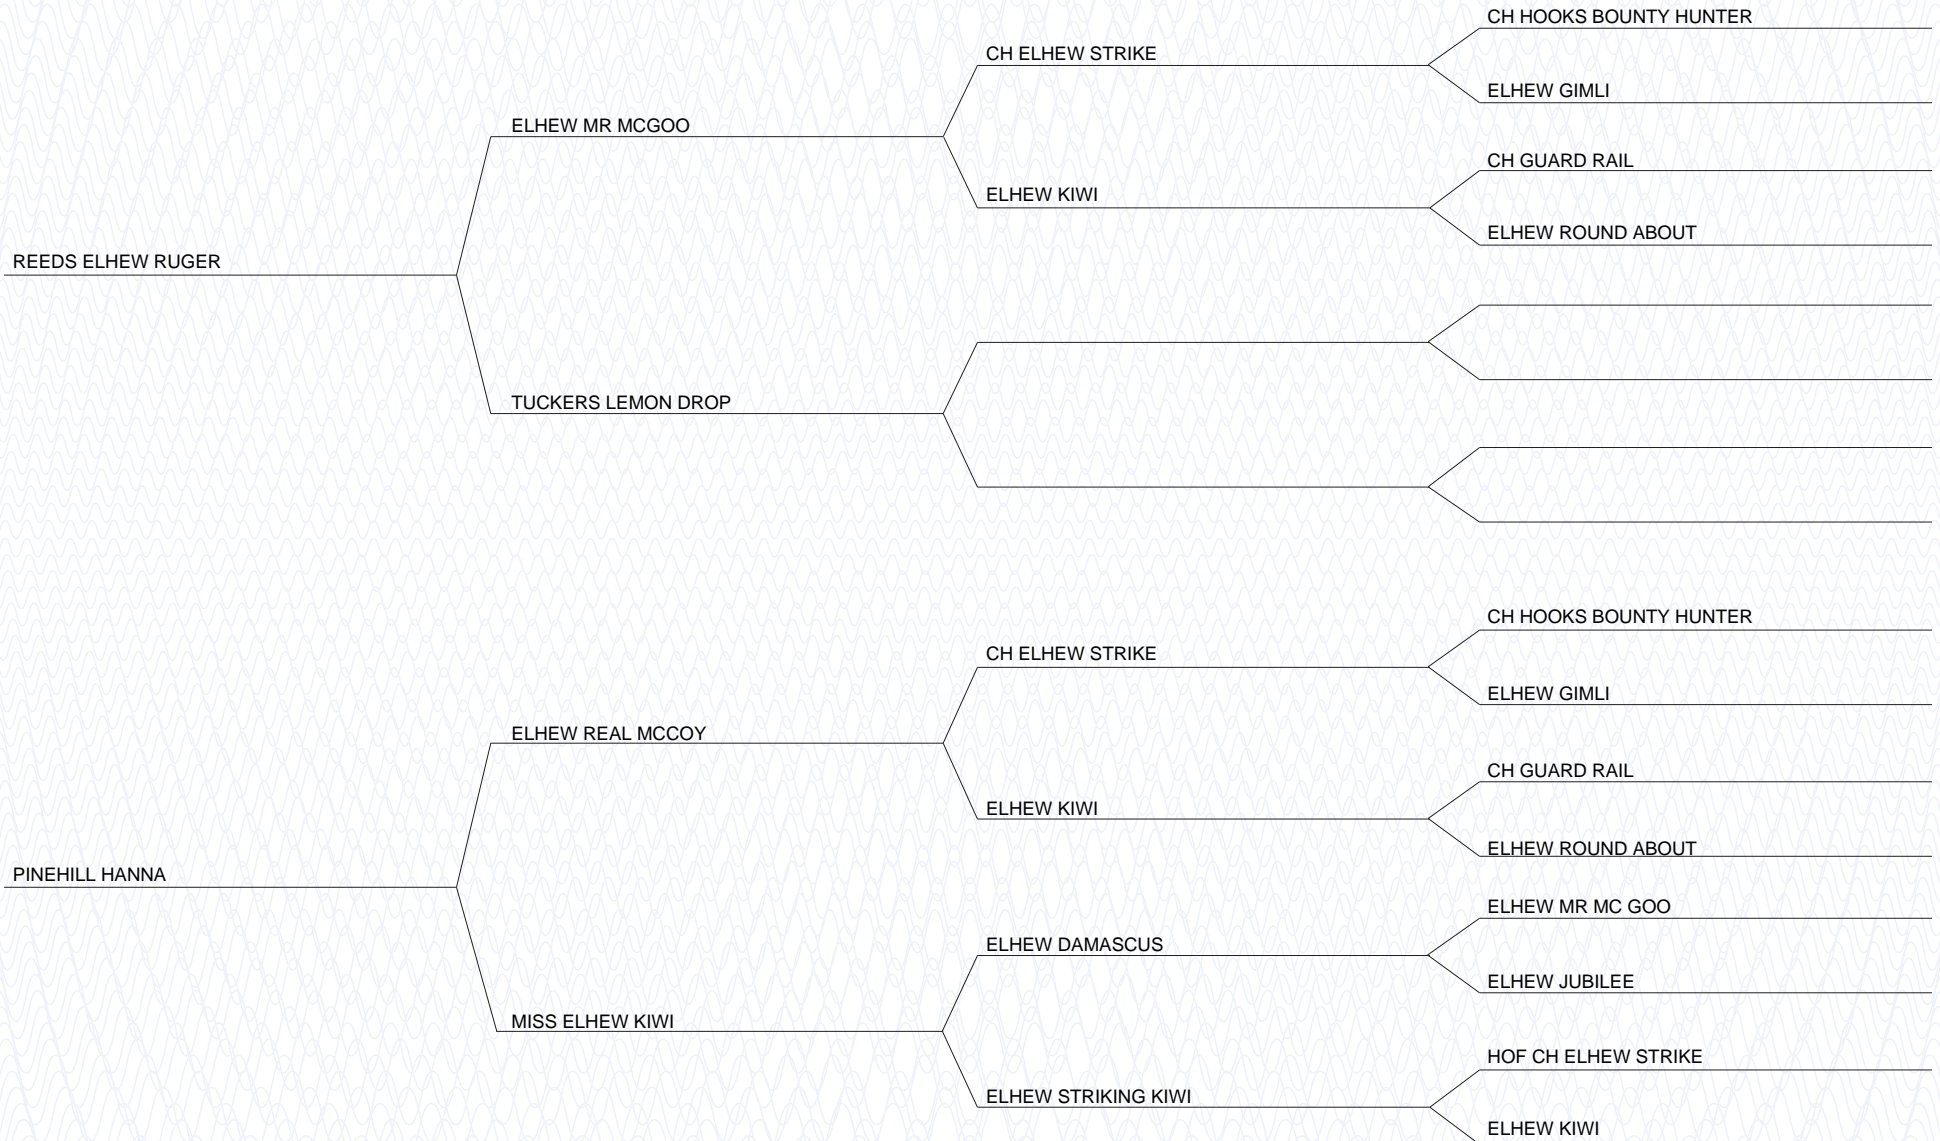 CH HOOKS BOUNTY HUNTER
CH ELHEW STRIKE
ELHEW GIMLI
ELHEW MR MCGOO
CH GUARD RAIL
ELHEW KIWI
ELHEW ROUND ABOUT
REEDS ELHEW RUGER
TUCKERS LEMON DROP
CH HOOKS BOUNTY HUNTER
CH ELHEW STRIKE
ELHEW GIMLI
ELHEW REAL MCCOY
CH GUARD RAIL
ELHEW KIWI
ELHEW ROUND ABOUT
PINEHILL HANNA
ELHEW MR MC GOO
ELHEW DAMASCUS
ELHEW JUBILEE
MISS ELHEW KIWI
HOF CH ELHEW STRIKE
ELHEW STRIKING KIWI
ELHEW KIWI